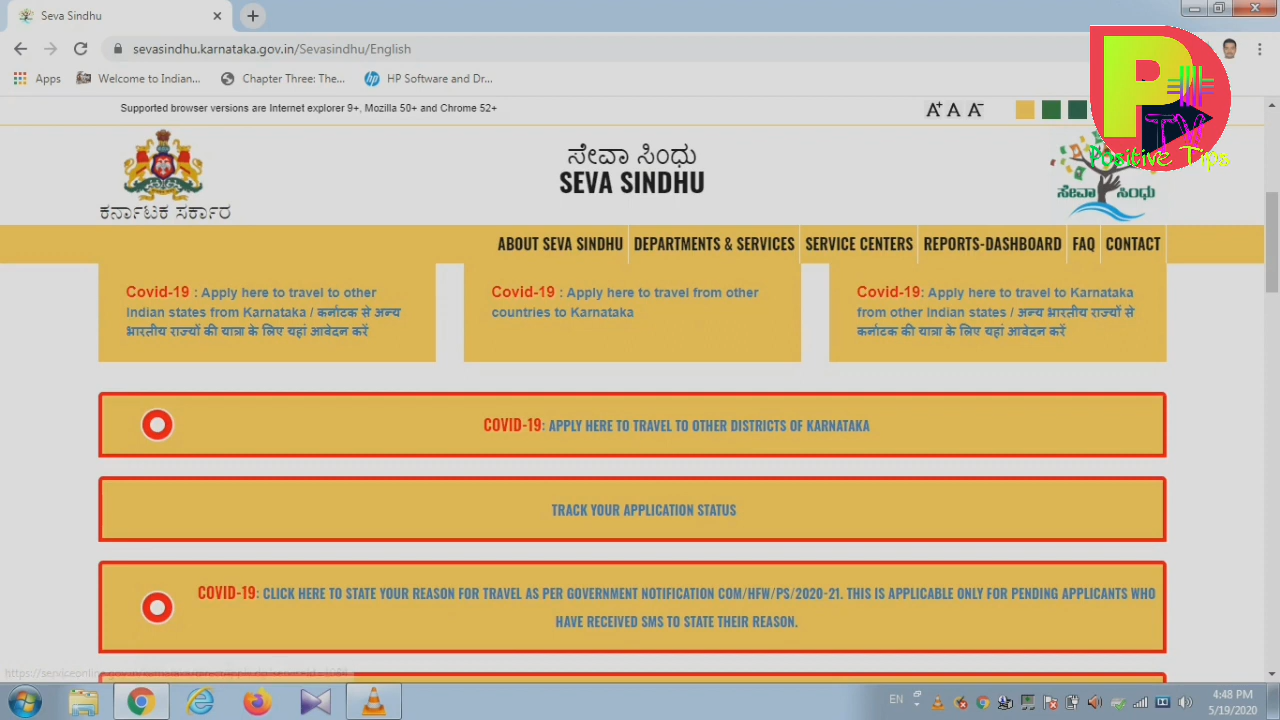 Seva Sindhu
sevasindhu.karnataka.gov.in/Sevasindhu/English
Apps
Welcome to Indian...
Chapter Three: The...
HP Software and Dr...
Supported browser versions are Internet explorer 9+, Mozilla 50+ and Chrome 52+
A+ A A-
TV
Positive Tips
ಕರ್ನಾಟಕ ಸರ್ಕಾರ
ಸೇವಾ ಸಿಂಧು
SEVA SINDHU
ಸೇವಾ ಸಿಂಧು
ABOUT SEVA SINDHU
DEPARTMENTS & SERVICES
SERVICE CENTERS
REPORTS-DASHBOARD
FAQ
CONTACT
Covid-19 : Apply here to travel to other
Indian states from Karnataka / कर्नाटक से अन्य
भारतीय राज्यों की यात्रा के लिए यहां आवेदन करें
Covid-19 : Apply here to travel from other
countries to Karnataka
Covid-19: Apply here to travel to Karnataka
from other Indian states / अन्य भारतीय राज्यों से
कर्नाटक की यात्रा के लिए यहां आवेदन करें
COVID-19: APPLY HERE TO TRAVEL TO OTHER DISTRICTS OF KARNATAKA
TRACK YOUR APPLICATION STATUS
COVID-19: CLICK HERE TO STATE YOUR REASON FOR TRAVEL AS PER GOVERNMENT NOTIFICATION COM/HFW/PS/2020-21. THIS IS APPLICABLE ONLY FOR PENDING APPLICANTS WHO
HAVE RECEIVED SMS TO STATE THEIR REASON.
EN
4:48 PM
5/19/2020